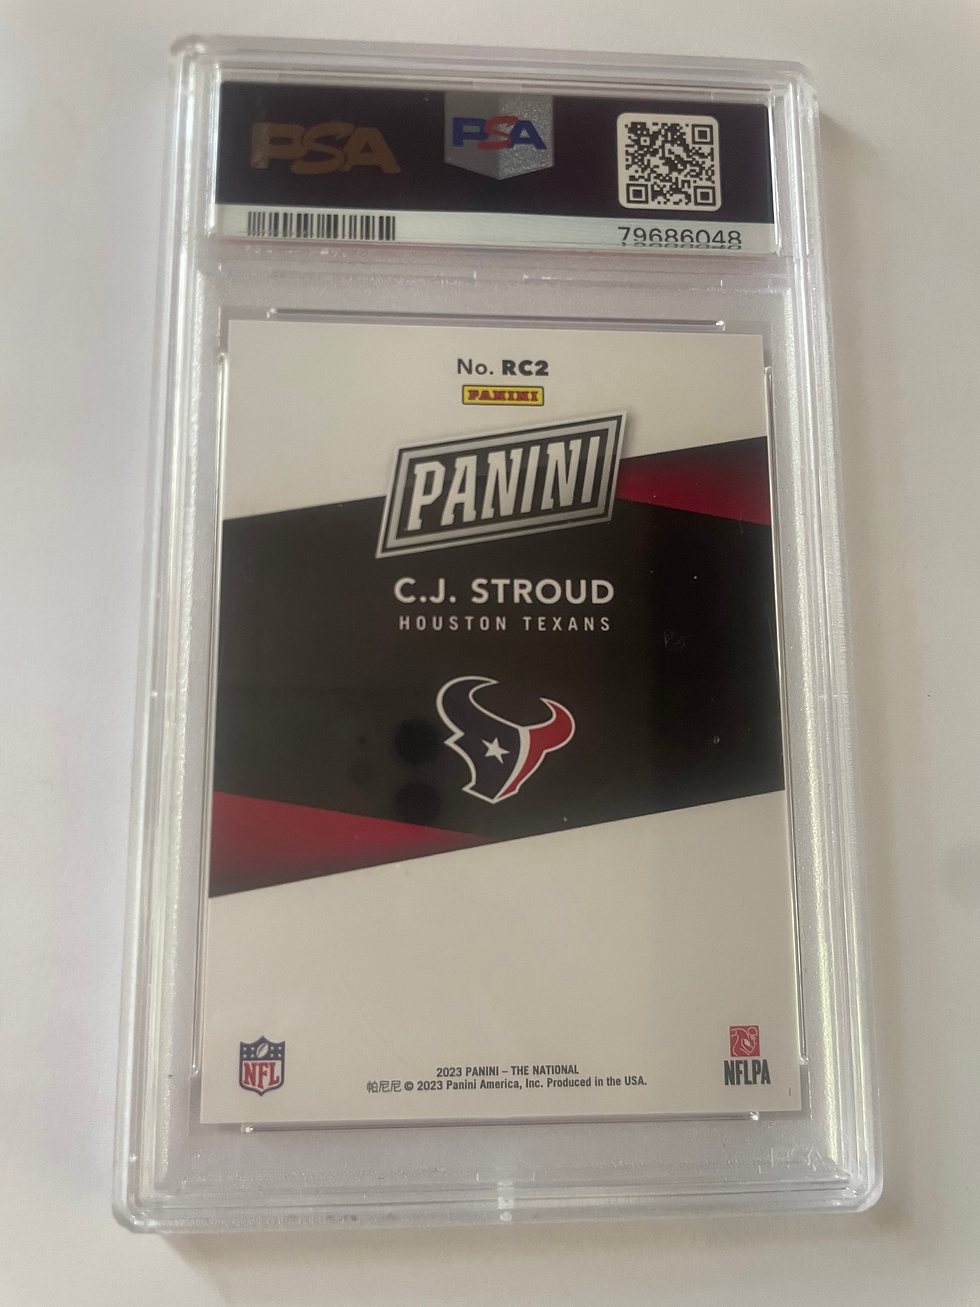 PSA
PSA
79686048
No. RC2
PANINI
PANINI
C.J. STROUD
HOUSTON TEXANS
NFL
NFLPA
2023 PANINI – THE NATIONAL
帕尼尼 © 2023 Panini America, Inc. Produced in the USA.